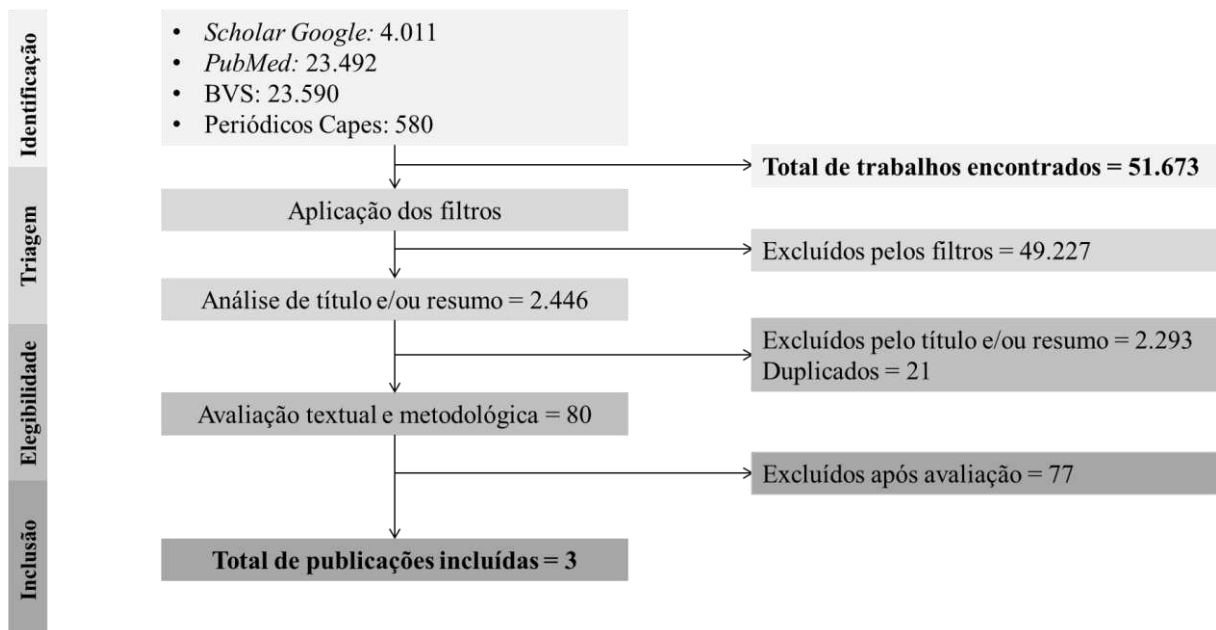 Identificação
• Scholar Google: 4.011
• PubMed: 23.492
• BVS: 23.590
• Periódicos Capes: 580
Total de trabalhos encontrados = 51.673
Triagem
Aplicação dos filtros
Excluídos pelos filtros = 49.227
Análise de título e/ou resumo = 2.446
Elegibilidade
Excluídos pelo título e/ou resumo = 2.293
Duplicados = 21
Avaliação textual e metodológica = 80
Excluídos após avaliação = 77
Inclusão
Total de publicações incluídas = 3